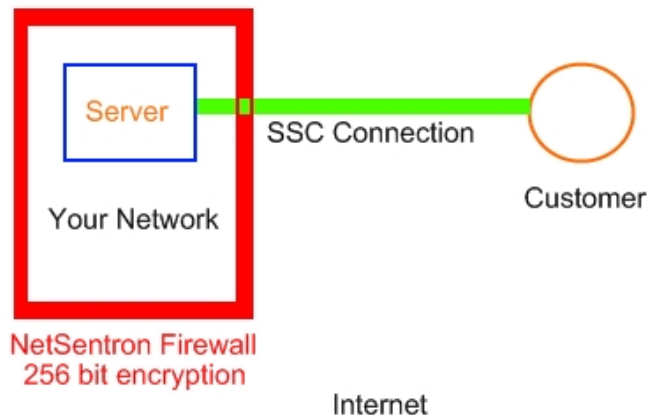 Server
SSC Connection
Your Network
Customer
NetSentron Firewall
256 bit encryption
Internet